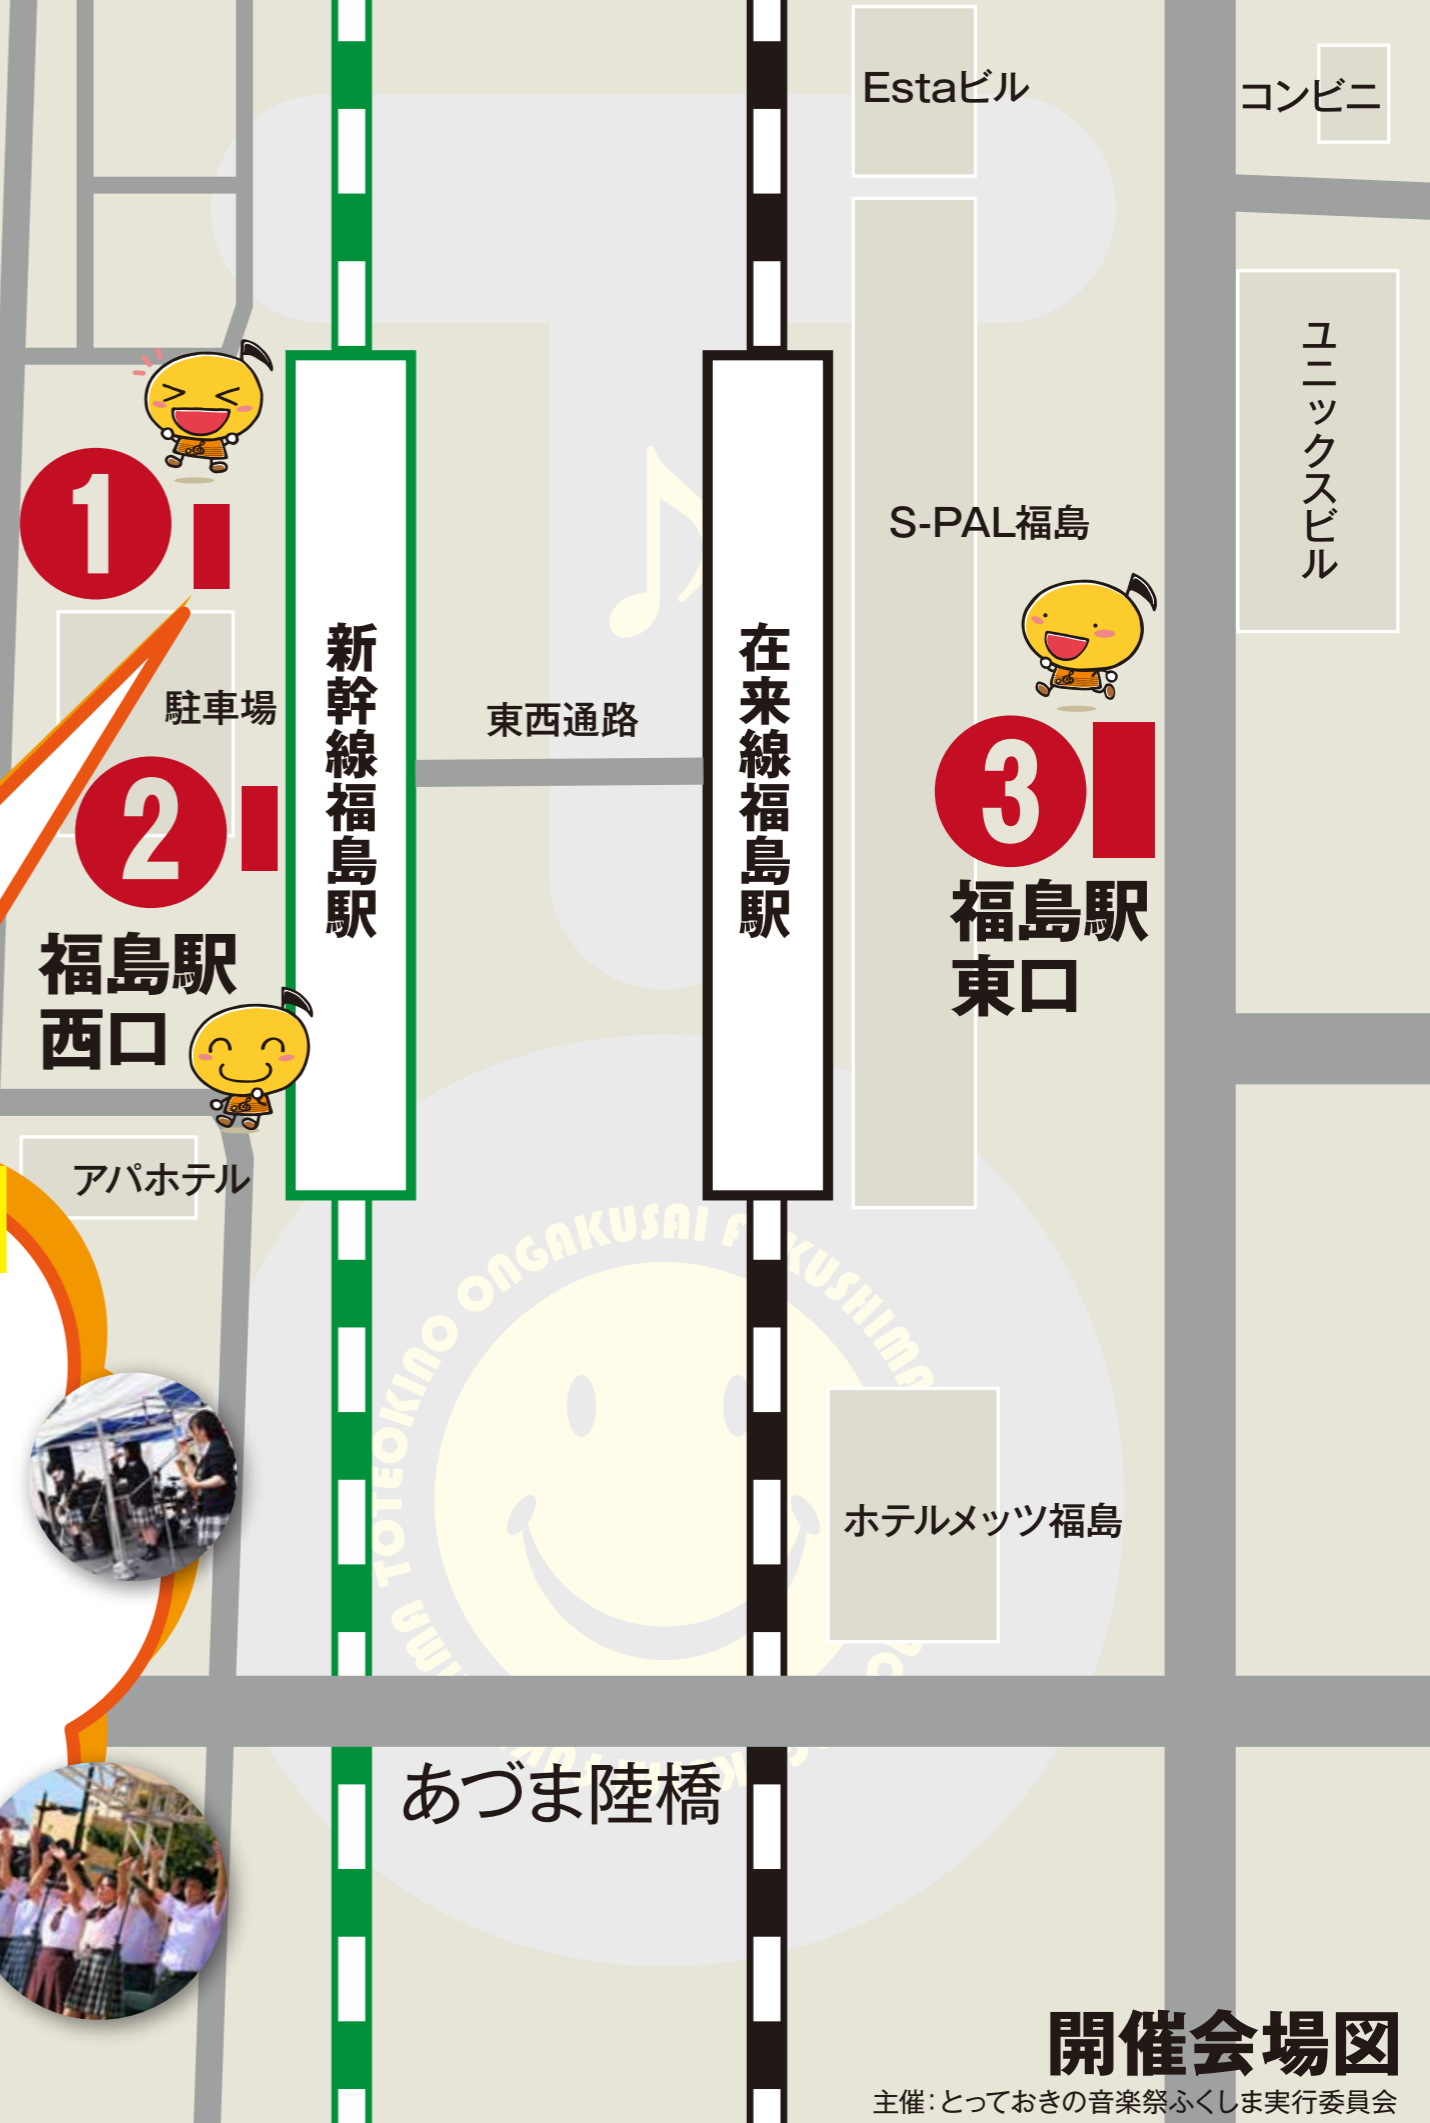 Estaビル
コンビニ
ユニックスビル
1
S-PAL福島
新幹線福島駅
在来線福島駅
駐車場
東西通路
2
3
福島駅
東口
福島駅
西口
アパホテル
TOTEOKINO ONGAKUSAI FUKUSHIMA
ホテルメッツ福島
あづま陸橋
開催会場図
主催:とっておきの音楽祭ふくしま実行委員会